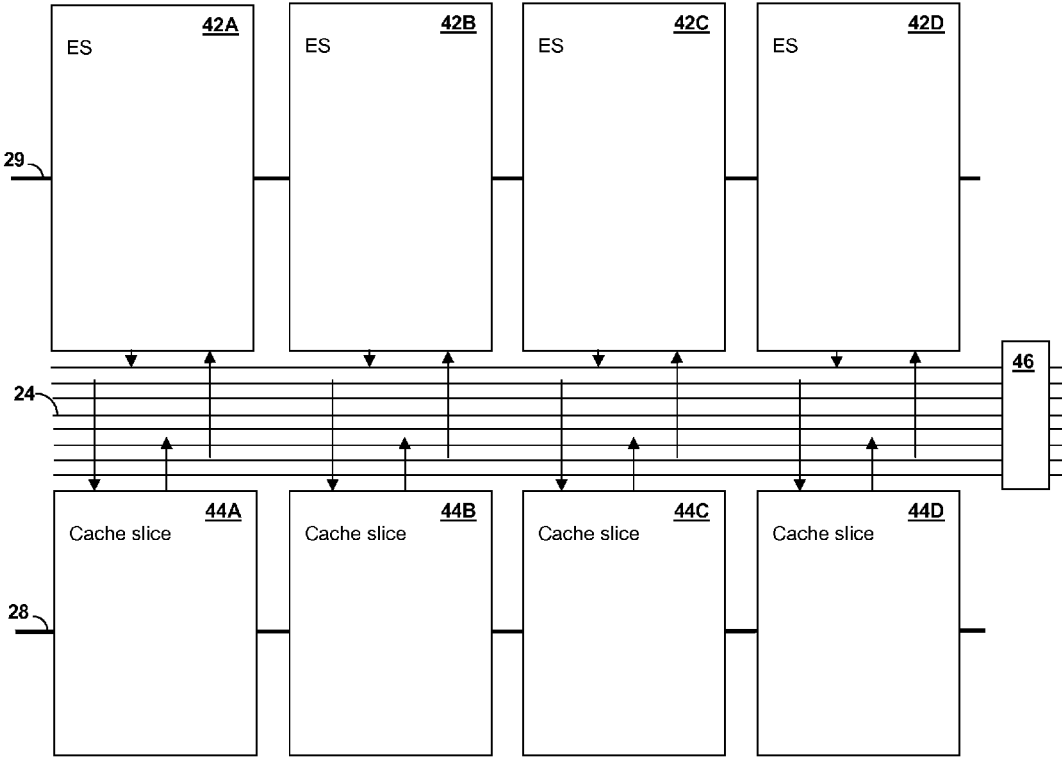 42A
ES
42B
ES
42C
ES
42D
ES
29
46
24
44A
Cache slice
44B
Cache slice
44C
Cache slice
44D
Cache slice
28